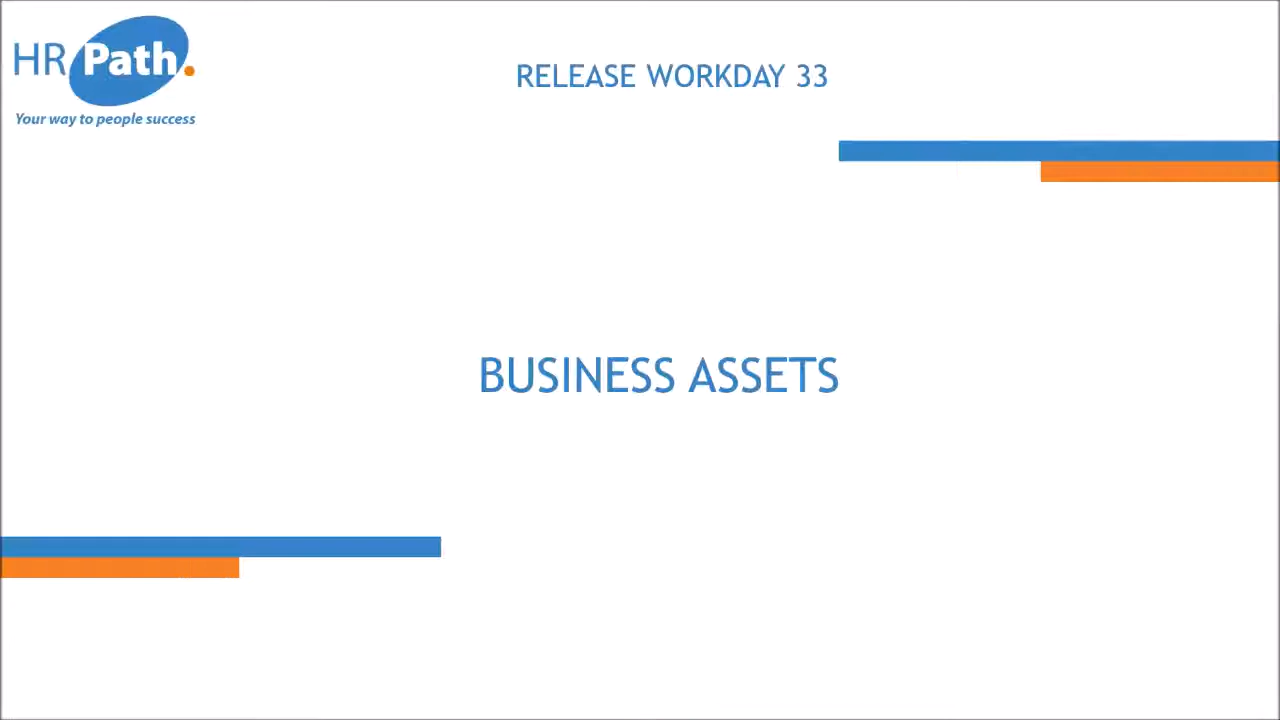 HR Path.
Your way to people success
RELEASE WORKDAY 33
BUSINESS ASSETS